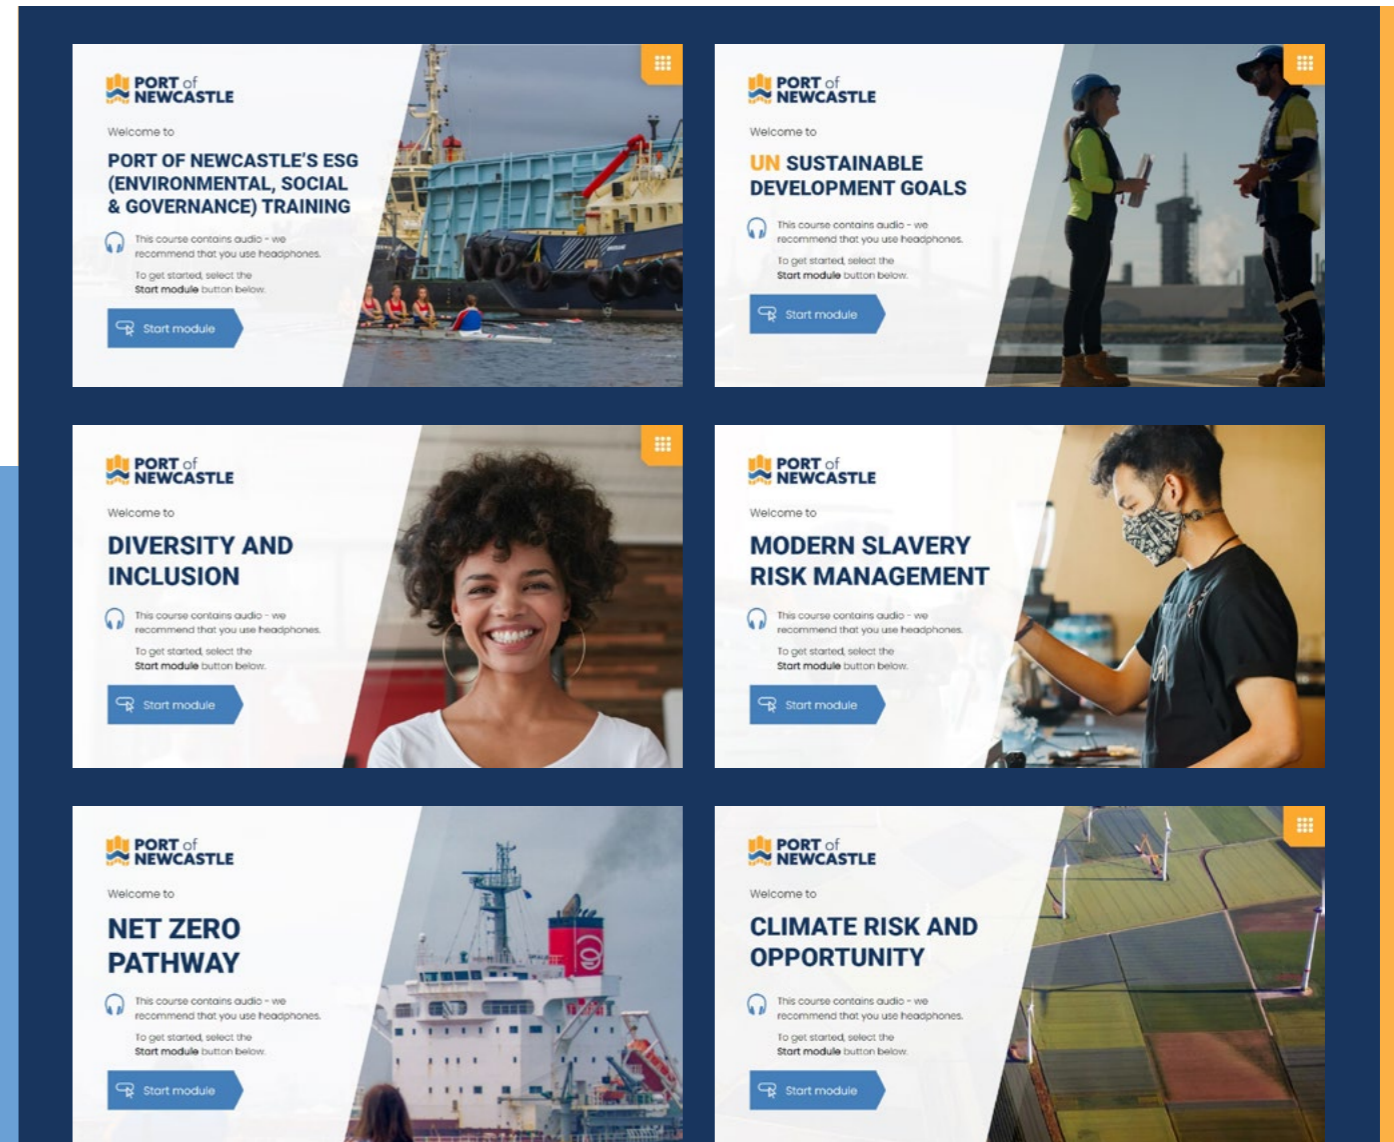 PORT of
NEWCASTLE
Welcome to
PORT OF NEWCASTLE'S ESG
(ENVIRONMENTAL, SOCIAL
& GOVERNANCE) TRAINING
This course contains audio - we
recommend that you use headphones.
To get started, select the
Start module button below.
Start module
PORT of
NEWCASTLE
Welcome to
UN SUSTAINABLE
DEVELOPMENT GOALS
This course contains audio - we
recommend that you use headphones.
To get started, select the
Start module button below.
Start module
PORT of
NEWCASTLE
Welcome to
DIVERSITY AND
INCLUSION
This course contains audio - we
recommend that you use headphones.
To get started, select the
Start module button below.
Start module
PORT of
NEWCASTLE
Welcome to
MODERN SLAVERY
RISK MANAGEMENT
This course contains audio - we
recommend that you use headphones.
To get started, select the
Start module button below.
Start module
PORT of
NEWCASTLE
Welcome to
NET ZERO
PATHWAY
This course contains audio - we
recommend that you use headphones.
To get started, select the
Start module button below.
Start module
PORT of
NEWCASTLE
Welcome to
CLIMATE RISK AND
OPPORTUNITY
This course contains audio - we
recommend that you use headphones.
To get started, select the
Start module button below.
Start module